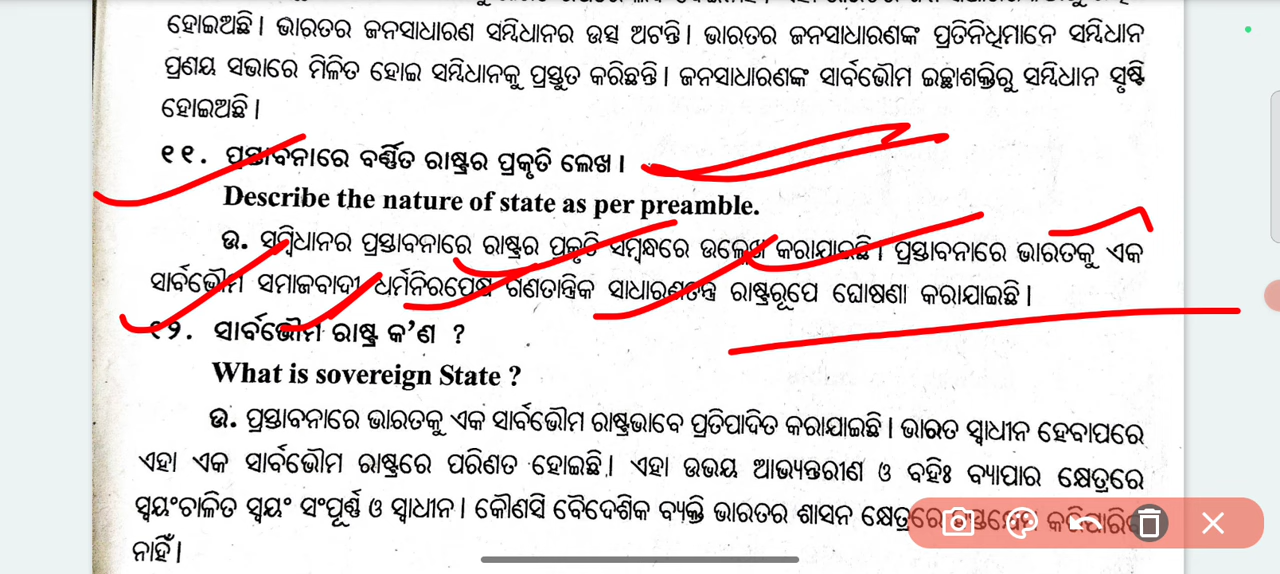 ହୋଇଅଛି। ଭାରତର ଜନସାଧାରଣ ସମ୍ବିଧାନର ଉତ୍ସ ଅଟନ୍ତି। ଭାରତର ଜନସାଧାରଣଙ୍କ ପ୍ରତିନିଧିମାନେ ସମ୍ବିଧାନ
ପ୍ରଣୟ ସଭାରେ ମିଳିତ ହୋଇ ସମ୍ବିଧାନକୁ ପ୍ରସ୍ତୁତ କରିଛନ୍ତି। ଜନସାଧାରଣଙ୍କ ସାର୍ବଭୌମ ଇଚ୍ଛାଶକ୍ତିରୁ ସମ୍ବିଧାନ ସୃଷ୍ଟି
ହୋଇଅଛି।
୧୧. ପ୍ରସ୍ତାବନାରେ ବର୍ଣ୍ଣିତ ରାଷ୍ଟ୍ରର ପ୍ରକୃତି ଲେଖ।
Describe the nature of state as per preamble.
ଉ. ସମ୍ବିଧାନର ପ୍ରସ୍ତାବନାରେ ରାଷ୍ଟ୍ରର ପ୍ରକୃତି ସମ୍ବନ୍ଧରେ ଉଲ୍ଲେଖ କରାଯାଇଛି। ପ୍ରସ୍ତାବନାରେ ଭାରତକୁ ଏକ
ସାର୍ବଭୌମ ସମାଜବାଦୀ ଧର୍ମନିରପେକ୍ଷ ଗଣତାନ୍ତ୍ରିକ ସାଧାରଣତନ୍ତ୍ର ରାଷ୍ଟ୍ରରୂପେ ଘୋଷଣା କରାଯାଇଛି।
୧୨. ସାର୍ବଭୌମ ରାଷ୍ଟ୍ର କ'ଣ ?
What is sovereign State ?
ଉ. ପ୍ରସ୍ତାବନାରେ ଭାରତକୁ ଏକ ସାର୍ବଭୌମ ରାଷ୍ଟ୍ରଭାବେ ପ୍ରତିପାଦିତ କରାଯାଇଛି। ଭାରତ ସ୍ୱାଧୀନ ହେବାପରେ
ଏହା ଏକ ସାର୍ବଭୌମ ରାଷ୍ଟ୍ରରେ ପରିଣତ ହୋଇଛି। ଏହା ଉଭୟ ଆଭ୍ୟନ୍ତରୀଣ ଓ ବହିଃ ବ୍ୟାପାର କ୍ଷେତ୍ରରେ
ସ୍ୱୟଂଚାଳିତ ସ୍ୱୟଂ ସଂପୂର୍ଣ୍ଣ ଓ ସ୍ୱାଧୀନ। କୌଣସି ବୈଦେଶିକ ବ୍ୟକ୍ତି ଭାରତର ଶାସନ କ୍ଷେତ୍ରରେ
ନାହିଁ।